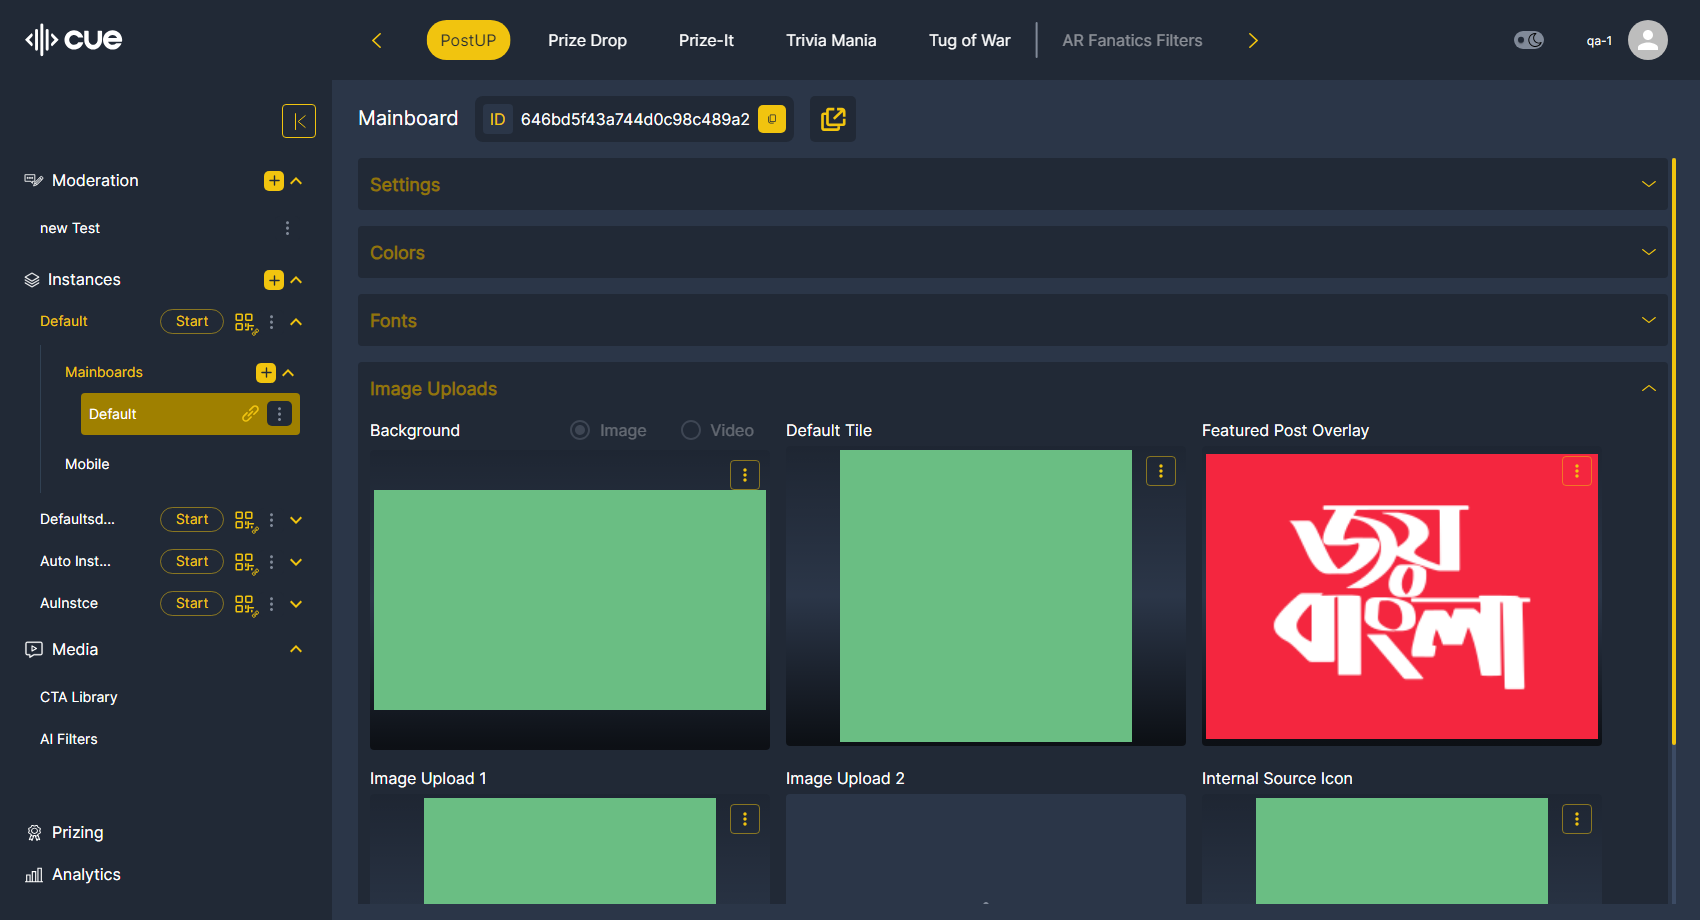 cue
PostUP
Prize Drop
Prize-It
Trivia Mania
Tug of War
AR Fanatics Filters
qa-1
Moderation
new Test
Instances
Default
Start
Mainboards
Default
Mobile
Defaultsd...
Start
Auto Inst...
Start
AuInstce
Start
Media
CTA Library
AI Filters
Prizing
Analytics
Mainboard
ID
646bd5f43a744d0c98c489a2
Settings
Colors
Fonts
Image Uploads
Background
Image
Video
Default Tile
Featured Post Overlay
জয়
বাংলা
Image Upload 1
Image Upload 2
Internal Source Icon